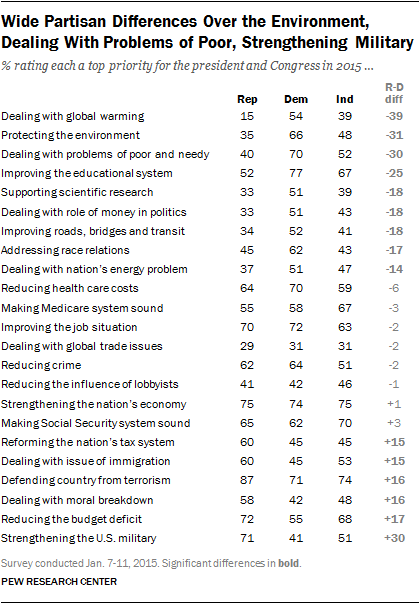 Wide Partisan Differences Over the Environment,
Dealing With Problems of Poor, Strengthening Military
% rating each a top priority for the president and Congress in 2015 ...
R-D
Rep Dem Ind diff
Dealing with global warming 15 54 39 -39
Protecting the environment 35 66 48 -31
Dealing with problems of poor and needy 40 70 52 -30
Improving the educational system 52 77 67 -25
Supporting scientific research 33 51 39 -18
Dealing with role of money in politics 33 51 43 -18
Improving roads, bridges and transit 34 52 41 -18
Addressing race relations 45 62 43 -17
Dealing with nation's energy problem 37 51 47 -14
Reducing health care costs 64 70 59 -6
Making Medicare system sound 55 58 67 -3
Improving the job situation 70 72 63 -2
Dealing with global trade issues 29 31 31 -2
Reducing crime 62 64 51 -2
Reducing the influence of lobbyists 41 42 46 -1
Strengthening the nation's economy 75 74 75 +1
Making Social Security system sound 65 62 70 +3
Reforming the nation's tax system 60 45 45 +15
Dealing with issue of immigration 60 45 53 +15
Defending country from terrorism 87 71 74 +16
Dealing with moral breakdown 58 42 48 +16
Reducing the budget deficit 72 55 68 +17
Strengthening the U.S. military 71 41 51 +30
Survey conducted Jan. 7-11, 2015. Significant differences in bold.
PEW RESEARCH CENTER